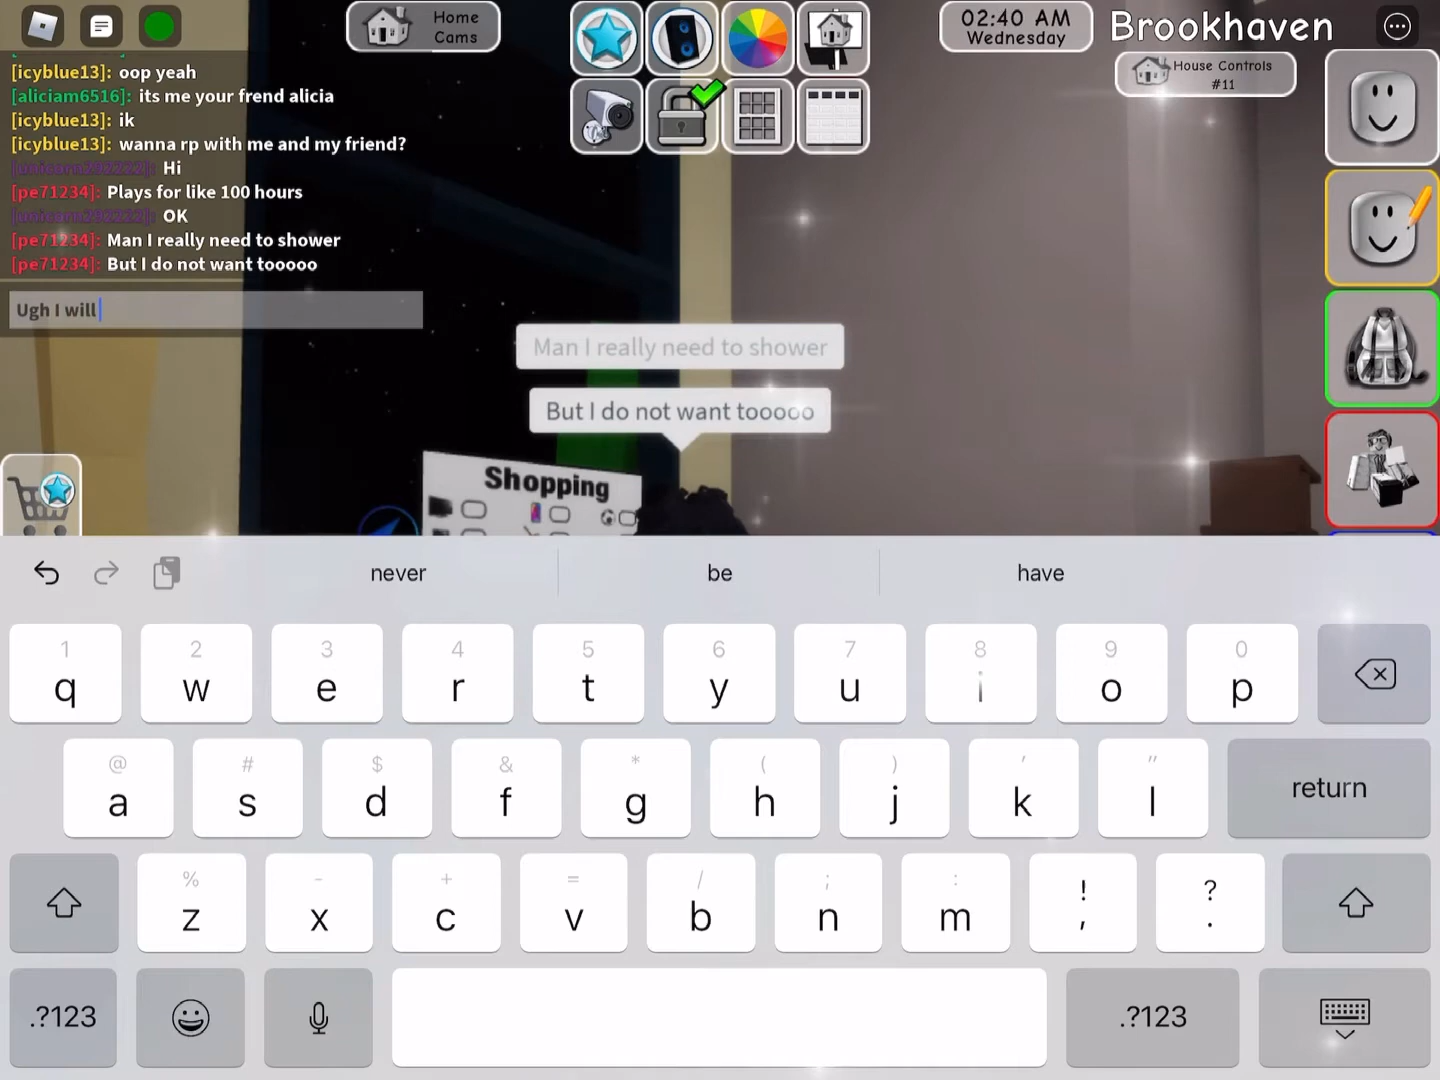 Home
Cams
02:40 AM
Wednesday
Brookhaven
House Controls
#11
[icyblue13]: oop yeah
[aliciam6516]: its me your frend alicia
[icyblue13]: ik
[icyblue13]: wanna rp with me and my friend?
Hi
[pe71234]: Plays for like 100 hours
OK
[pe71234]: Man I really need to shower
[pe71234]: But I do not want tooooo
Ugh I will
Man I really need to shower
But I do not want tooooo
Shopping
never be have
1 2 3 4 5 6 7 8 9 0
q w e r t y u i o p
@ # $ & * ( ) ' "
a s d f g h j k l return
% - + = / ; : ! ?
z x c v b n m , .
.?123 .?123